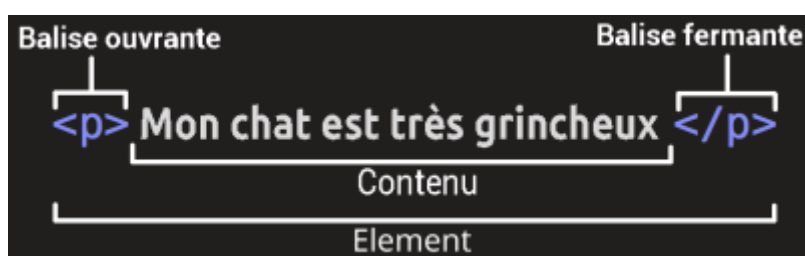 Balise ouvrante Balise fermante
<p> Mon chat est très grincheux </p>
Contenu
Element